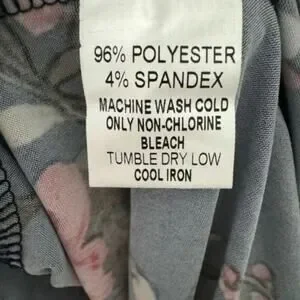 96% POLYESTER
4% SPANDEX
MACHINE WASH COLD
ONLY NON-CHLORINE
BLEACH
TUMBLE DRY LOW
COOL IRON